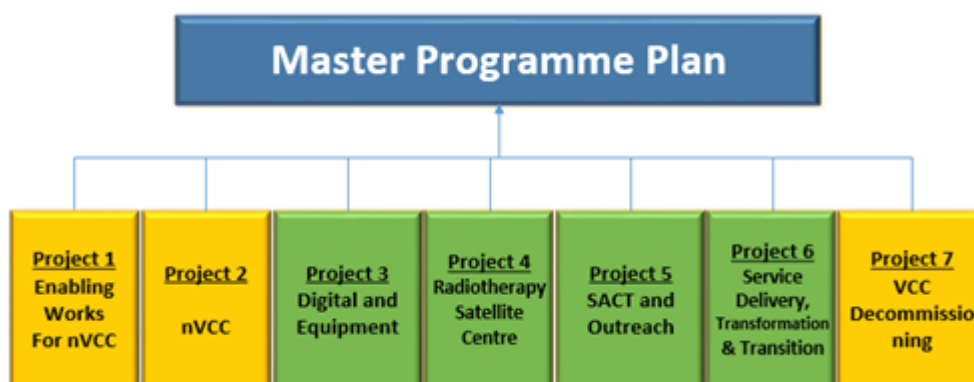 Master Programme Plan
Project 1
Enabling
Works
For nVCC
Project 2
nVCC
Project 3
Digital and
Equipment
Project 4
Radiotherapy
Satellite
Centre
Project 5
SACT and
Outreach
Project 6
Service
Delivery,
Transformation
& Transition
Project 7
VCC
Decommissio
ning